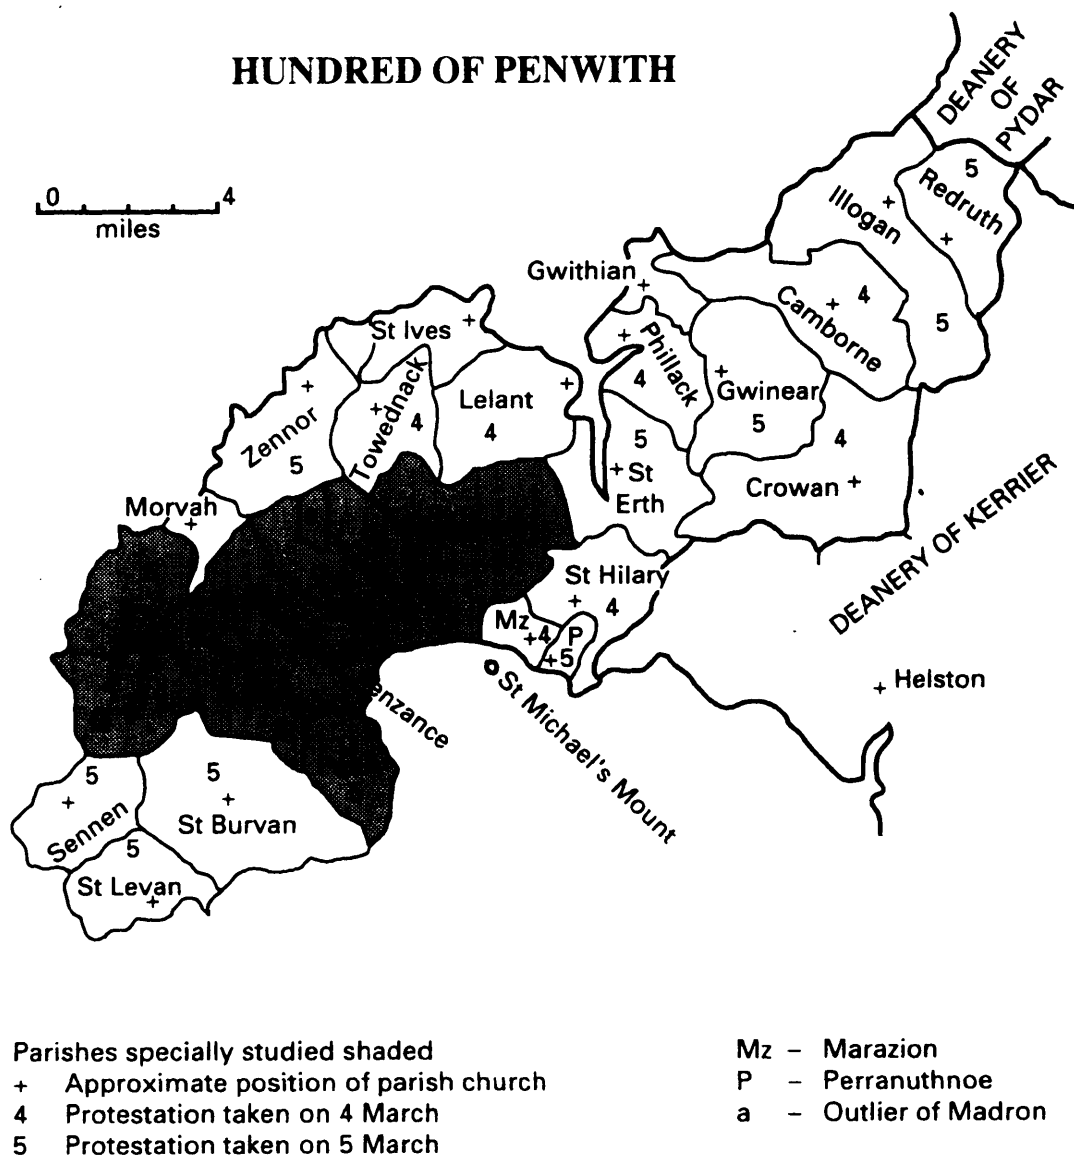 HUNDRED OF PENWITH
DEANERY
OF
PYDAR
0 4
miles
5
Redruth
+
Illogan
+
5
Gwithian
+
Camborne
+
4
St Ives
+
Phillack
+
4
Gwinear
+
5
Zennor
+
5
Towednack
+
4
Lelant
+
4
5
+ St
Erth
4
Crowan +
Morvah
+
DEANERY OF KERRIER
St Hilary
+
4
Mz
+4
P
+5
St Michael's Mount
enzance
+ Helston
5
+
Sennen
5
+
St Burvan
5
St Levan
+
Parishes specially studied shaded
+ Approximate position of parish church
4 Protestation taken on 4 March
5 Protestation taken on 5 March
Mz – Marazion
P – Perranuthnoe
a – Outlier of Madron